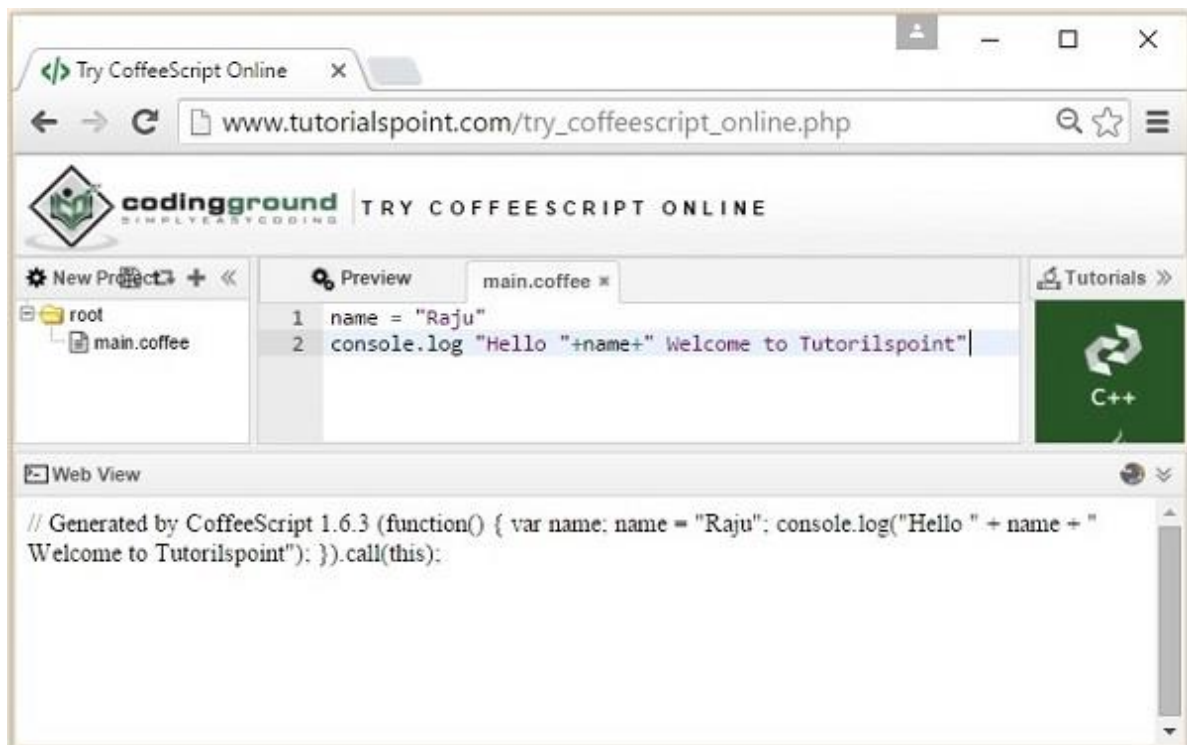 </> Try CoffeeScript Online
www.tutorialspoint.com/try_coffeescript_online.php
codingground
SIMPLYEASYCODING
TRY COFFEESCRIPT ONLINE
New Project
Preview
main.coffee
Tutorials
root
main.coffee
1 name = "Raju"
2 console.log "Hello "+name+" Welcome to Tutorilspoint"
C++
Web View
// Generated by CoffeeScript 1.6.3 (function() { var name; name = "Raju"; console.log("Hello " + name + "
Welcome to Tutorilspoint"); }).call(this);